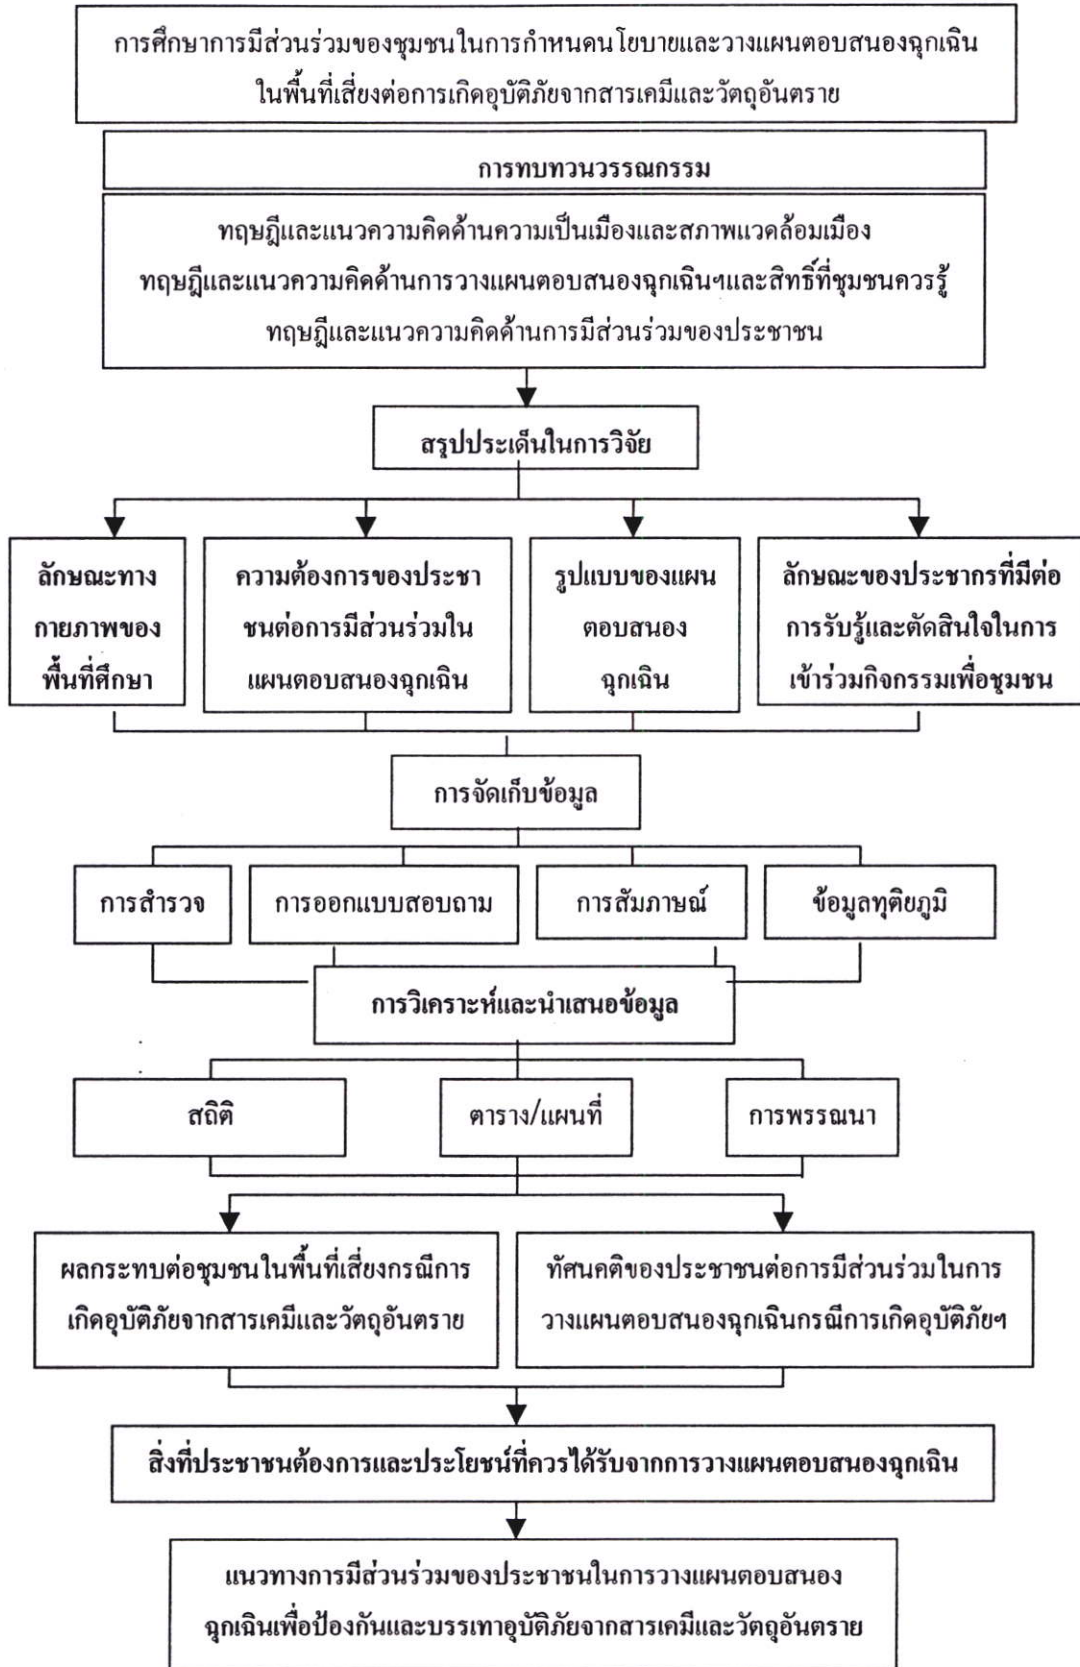 การศึกษาการมีส่วนร่วมของชุมชนในการกำหนดนโยบายและวางแผนตอบสนองฉุกเฉิน
ในพื้นที่เสี่ยงต่อการเกิดอุบัติภัยจากสารเคมีและวัตถุอันตราย
การทบทวนวรรณกรรม
ทฤษฎีและแนวความคิดด้านความเป็นเมืองและสภาพแวดล้อมเมือง
ทฤษฎีและแนวความคิดด้านการวางแผนตอบสนองฉุกเฉินฯและสิทธิ์ที่ชุมชนควรรู้
ทฤษฎีและแนวความคิดด้านการมีส่วนร่วมของประชาชน
สรุปประเด็นในการวิจัย
ลักษณะทาง
กายภาพของ
พื้นที่ศึกษา
ความต้องการของประชา
ชนต่อการมีส่วนร่วมใน
แผนตอบสนองฉุกเฉิน
รูปแบบของแผน
ตอบสนอง
ฉุกเฉิน
ลักษณะของประชากรที่มีต่อ
การรับรู้และตัดสินใจในการ
เข้าร่วมกิจกรรมเพื่อชุมชน
การจัดเก็บข้อมูล
การสำรวจ
การออกแบบสอบถาม
การสัมภาษณ์
ข้อมูลทุติยภูมิ
การวิเคราะห์และนำเสนอข้อมูล
สถิติ
ตาราง/แผนที่
การพรรณนา
ผลกระทบต่อชุมชนในพื้นที่เสี่ยงกรณีการ
เกิดอุบัติภัยจากสารเคมีและวัตถุอันตราย
ทัศนคติของประชาชนต่อการมีส่วนร่วมในการ
วางแผนตอบสนองฉุกเฉินกรณีการเกิดอุบัติภัยฯ
สิ่งที่ประชาชนต้องการและประโยชน์ที่ควรได้รับจากการวางแผนตอบสนองฉุกเฉิน
แนวทางการมีส่วนร่วมของประชาชนในการวางแผนตอบสนอง
ฉุกเฉินเพื่อป้องกันและบรรเทาอุบัติภัยจากสารเคมีและวัตถุอันตราย